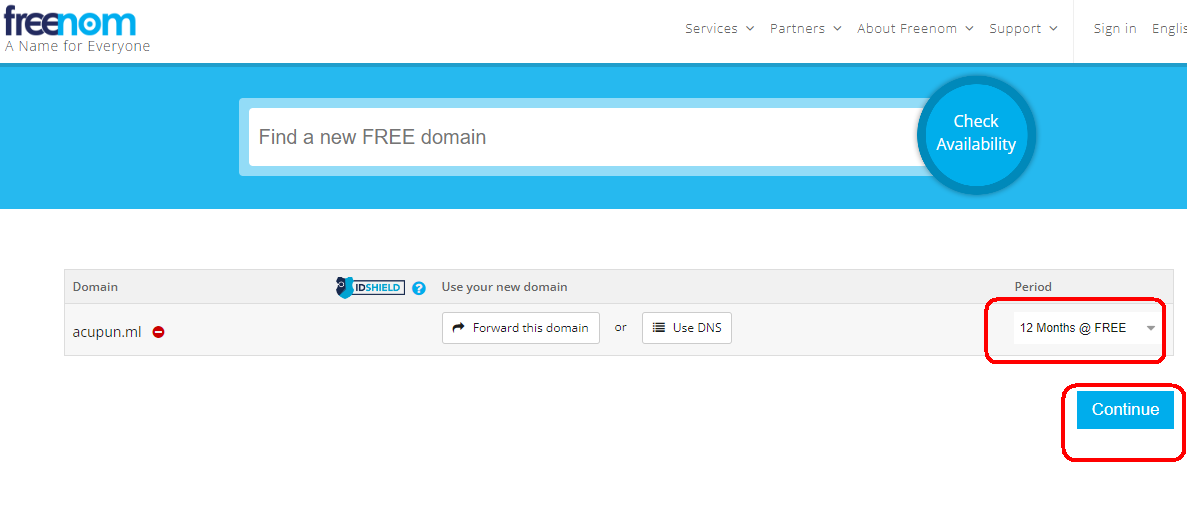 freenom
A Name for Everyone
Services Partners About Freenom Support Sign in Englis
Find a new FREE domain
Check
Availability
Domain IDSHIELD ? Use your new domain Period
acupun.ml Forward this domain or Use DNS 12 Months @ FREE
Continue